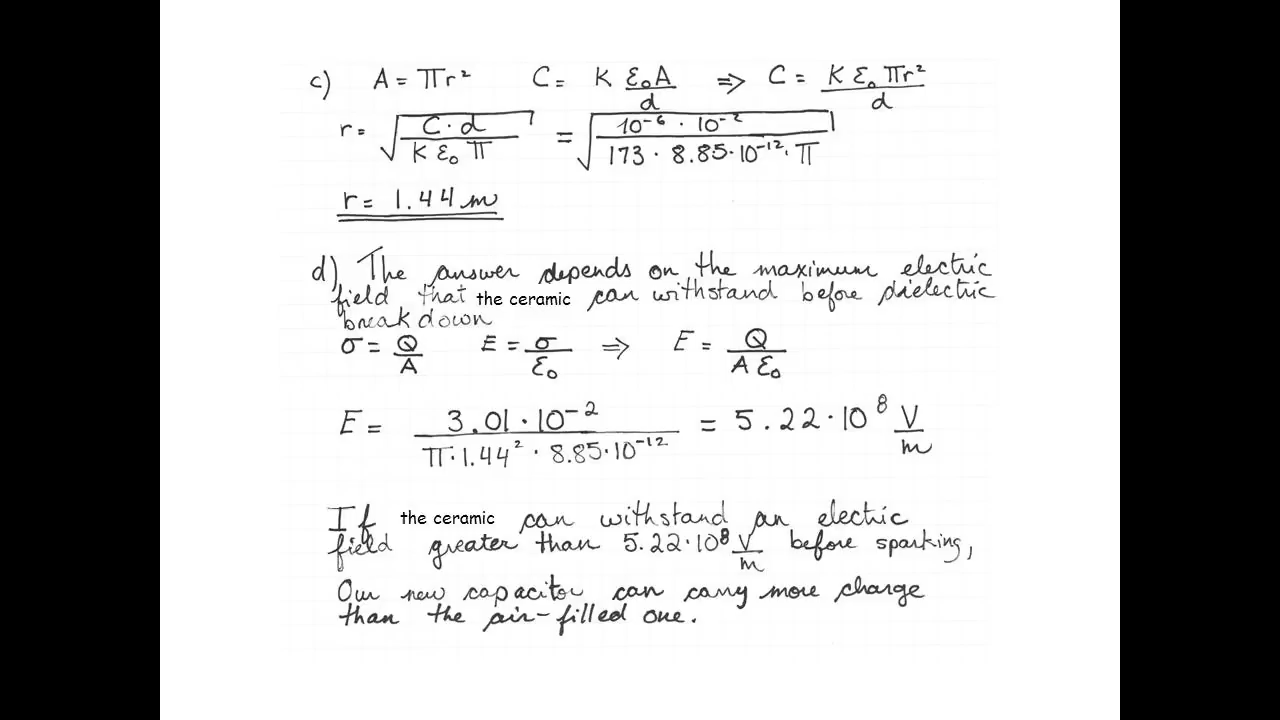 c) A = πr² C = K ε₀A / d ⇒ C = K ε₀ πr² / d
r = √(C · d / K ε₀ π) = √(10⁻⁶ · 10⁻² / 173 · 8.85 · 10⁻¹² · π)
r = 1.44 m
d) The answer depends on the maximum electric
field that the ceramic can withstand before dielectric
breakdown
σ = Q / A E = σ / ε₀ ⇒ E = Q / A ε₀
E = 3.01 · 10⁻² / π · 1.44² · 8.85 · 10⁻¹² = 5.22 · 10⁸ V / m
If the ceramic can withstand an electric
field greater than 5.22 · 10⁸ V / m before sparking,
Our new capacitor can carry more charge
than the air-filled one.